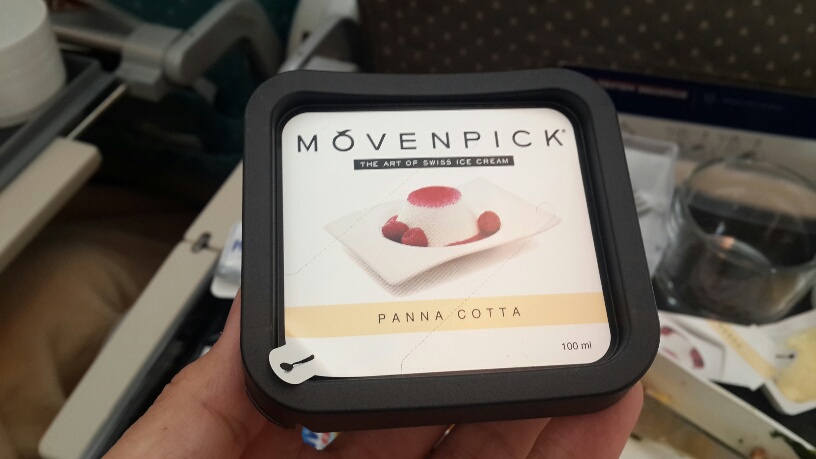 MÖVENPICK®
THE ART OF SWISS ICE CREAM
PANNA COTTA
100 ml